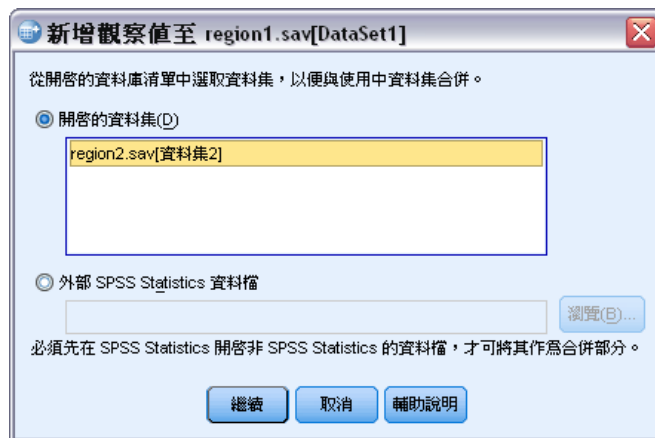 新增觀察值至 region1.sav[DataSet1]
從開啓的資料庫清單中選取資料集，以便與使用中資料集合併。
開啓的資料集(D)
region2.sav[資料集2]
外部 SPSS Statistics 資料檔
瀏覽(B)...
必須先在 SPSS Statistics 開啓非 SPSS Statistics 的資料檔，才可將其作爲合併部分。
繼續 取消 輔助說明